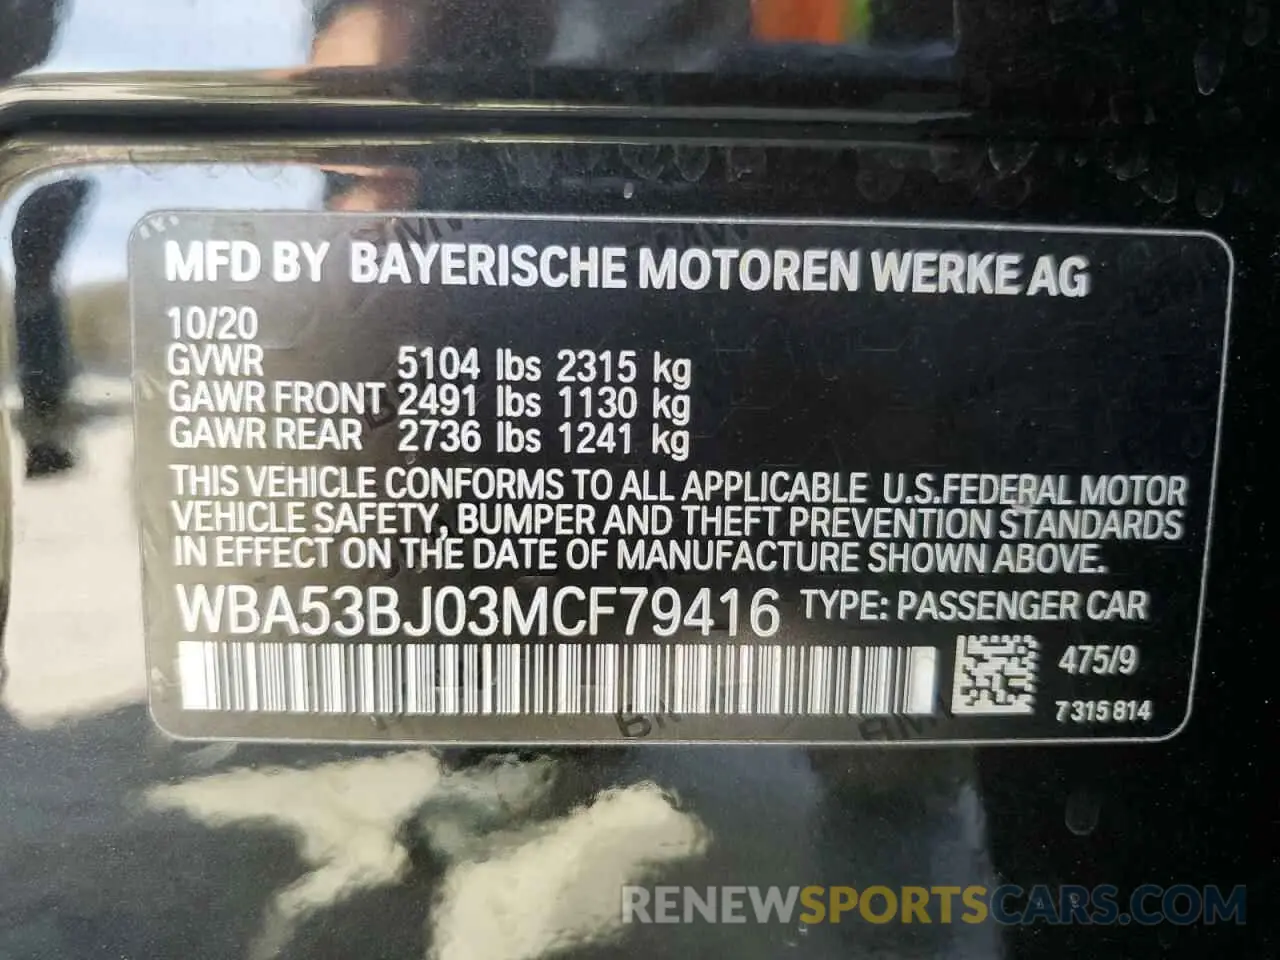 MFD BY BAYERISCHE MOTOREN WERKE AG
10/20
GVWR 5104 lbs 2315 kg
GAWR FRONT 2491 lbs 1130 kg
GAWR REAR 2736 lbs 1241 kg
THIS VEHICLE CONFORMS TO ALL APPLICABLE U.S.FEDERAL MOTOR
VEHICLE SAFETY, BUMPER AND THEFT PREVENTION STANDARDS
IN EFFECT ON THE DATE OF MANUFACTURE SHOWN ABOVE.
WBA53BJ03MCF79416 TYPE: PASSENGER CAR
475/9
7315814
RENEWSPORTSCARS.COM